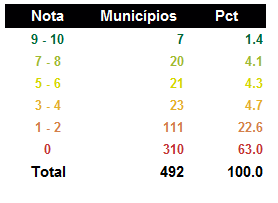 Nota Municípios Pct
9 - 10 7 1.4
7 - 8 20 4.1
5 - 6 21 4.3
3 - 4 23 4.7
1 - 2 111 22.6
0 310 63.0
Total 492 100.0